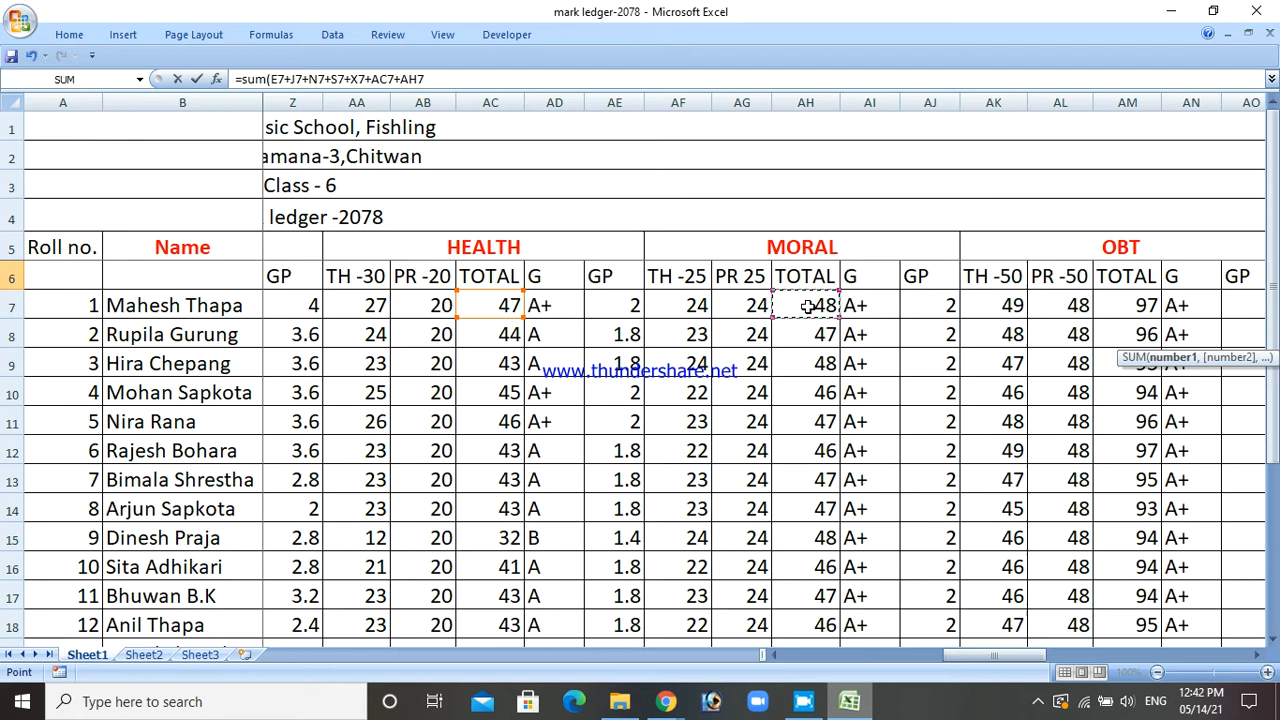 mark ledger-2078 - Microsoft Excel
Home Insert Page Layout Formulas Data Review View Developer
SUM =sum(E7+J7+N7+S7+X7+AC7+AH7
A B Z AA AB AC AD AE AF AG AH AI AJ AK AL AM AN AO
1 sic School, Fishling
2 amana-3,Chitwan
3 Class - 6
4 ledger -2078
5 Roll no. Name HEALTH MORAL OBT
6 GP TH -30 PR -20 TOTAL G GP TH -25 PR 25 TOTAL G GP TH -50 PR -50 TOTAL G GP
7 1 Mahesh Thapa 4 27 20 47 A+ 2 24 24 48 A+ 2 49 48 97 A+
8 2 Rupila Gurung 3.6 24 20 44 A 1.8 23 24 47 A+ 2 48 48 96 A+
SUM(number1, [number2], ...)
9 3 Hira Chepang 3.6 23 20 43 A 1.8 24 24 48 A+ 2 47 48 A+
www.thundershare.net
10 4 Mohan Sapkota 3.6 25 20 45 A+ 2 22 24 46 A+ 2 46 48 94 A+
11 5 Nira Rana 3.6 26 20 46 A+ 2 23 24 47 A+ 2 48 48 96 A+
12 6 Rajesh Bohara 3.6 23 20 43 A 1.8 22 24 46 A+ 2 49 48 97 A+
13 7 Bimala Shrestha 2.8 23 20 43 A 1.8 23 24 47 A+ 2 47 48 95 A+
14 8 Arjun Sapkota 2 23 20 43 A 1.8 23 24 47 A+ 2 45 48 93 A+
15 9 Dinesh Praja 2.8 12 20 32 B 1.4 24 24 48 A+ 2 46 48 94 A+
16 10 Sita Adhikari 2.8 21 20 41 A 1.8 22 24 46 A+ 2 46 48 94 A+
17 11 Bhuwan B.K 3.2 23 20 43 A 1.8 23 24 47 A+ 2 46 48 94 A+
18 12 Anil Thapa 2.4 23 20 43 A 1.8 22 24 46 A+ 2 47 48 95 A+
Sheet1 Sheet2 Sheet3
Point 100%
Type here to search ENG 12:42 PM
05/14/21